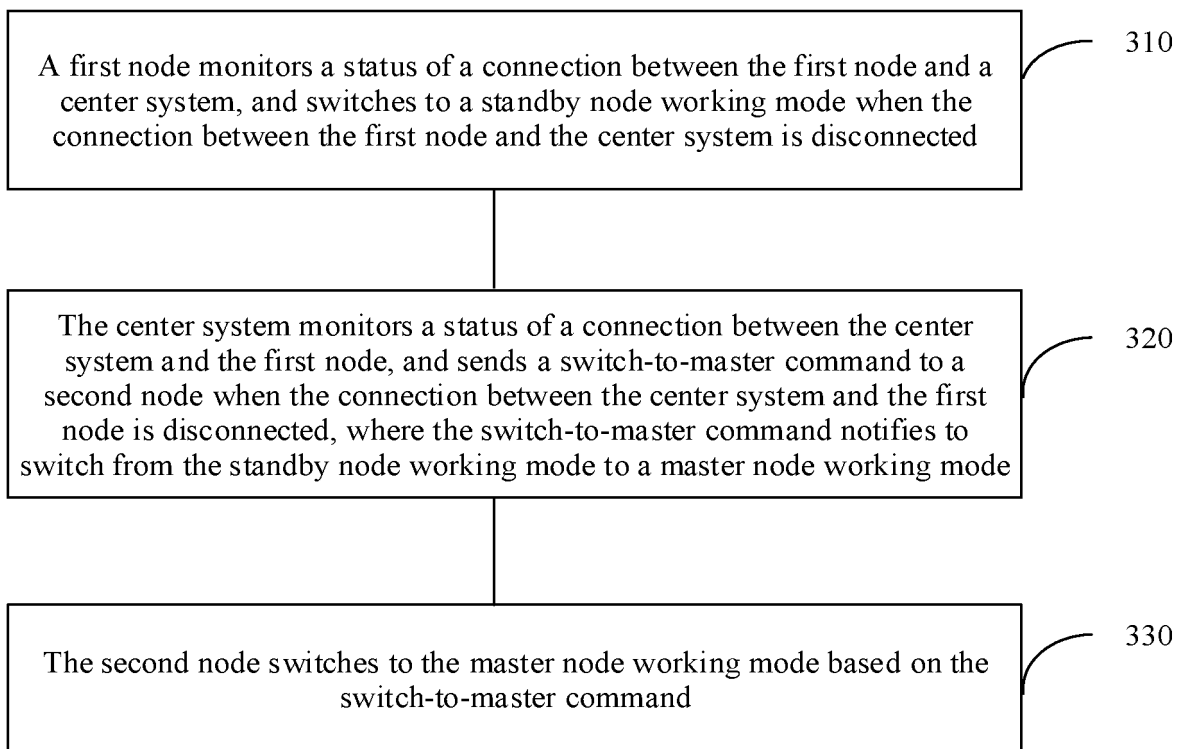 310
A first node monitors a status of a connection between the first node and a
center system, and switches to a standby node working mode when the
connection between the first node and the center system is disconnected
320
The center system monitors a status of a connection between the center
system and the first node, and sends a switch-to-master command to a
second node when the connection between the center system and the first
node is disconnected, where the switch-to-master command notifies to
switch from the standby node working mode to a master node working mode
330
The second node switches to the master node working mode based on the
switch-to-master command